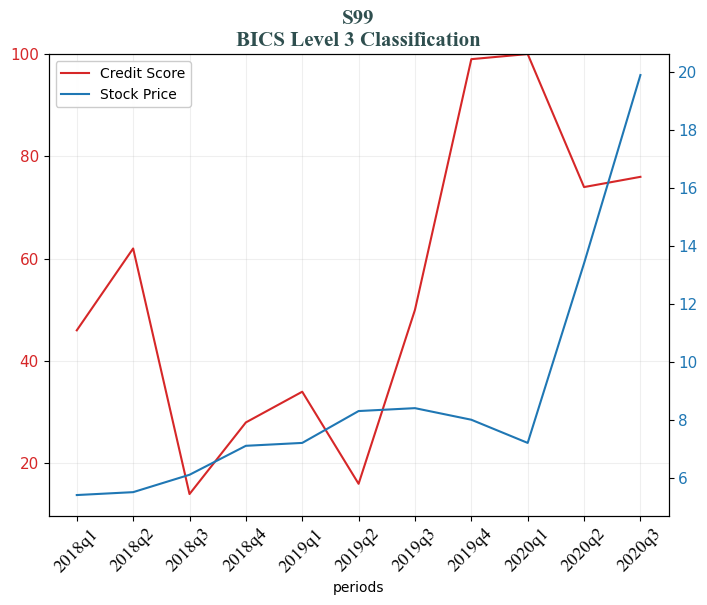 S99
BICS Level 3 Classification
Credit Score
Stock Price
100
80
60
40
20
20
18
16
14
12
10
8
6
2018q1
2018q2
2018q3
2018q4
2019q1
2019q2
2019q3
2019q4
2020q1
2020q2
2020q3
periods